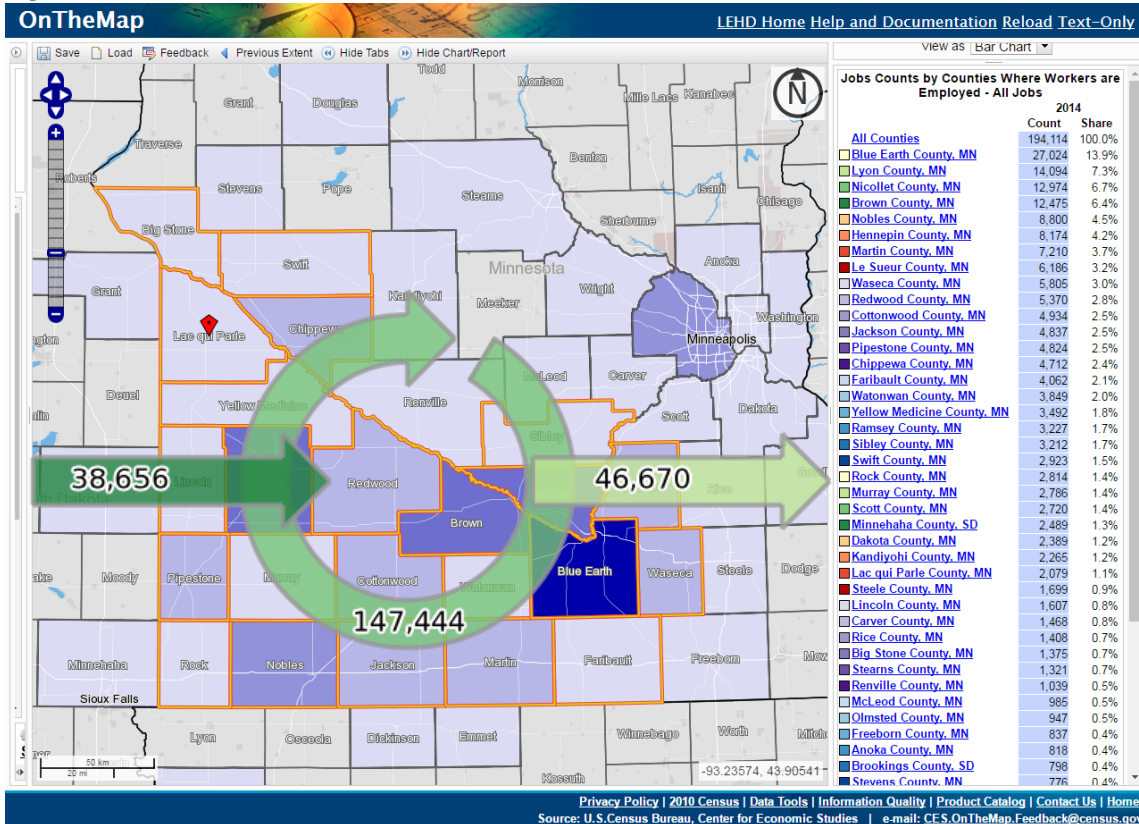 OnTheMap
LEHD Home Help and Documentation Reload Text-Only
Save Load Feedback Previous Extent Hide Tabs Hide Chart/Report
View as Bar Chart
Jobs Counts by Counties Where Workers are
Employed - All Jobs
2014
Count Share
All Counties 194,114 100.0%
Blue Earth County, MN 27,024 13.9%
Lyon County, MN 14,094 7.3%
Nicollet County, MN 12,974 6.7%
Brown County, MN 12,475 6.4%
Nobles County, MN 8,800 4.5%
Hennepin County, MN 8,174 4.2%
Martin County, MN 7,210 3.7%
Le Sueur County, MN 6,186 3.2%
Waseca County, MN 5,805 3.0%
Redwood County, MN 5,370 2.8%
Cottonwood County, MN 4,934 2.5%
Jackson County, MN 4,837 2.5%
Pipestone County, MN 4,824 2.5%
Chippewa County, MN 4,712 2.4%
Faribault County, MN 4,062 2.1%
Watonwan County, MN 3,849 2.0%
Yellow Medicine County, MN 3,492 1.8%
Ramsey County, MN 3,227 1.7%
Sibley County, MN 3,212 1.7%
Swift County, MN 2,923 1.5%
Rock County, MN 2,814 1.4%
Murray County, MN 2,786 1.4%
Scott County, MN 2,720 1.4%
Minnehaha County, SD 2,489 1.3%
Dakota County, MN 2,389 1.2%
Kandiyohi County, MN 2,265 1.2%
Lac qui Parle County, MN 2,079 1.1%
Steele County, MN 1,699 0.9%
Lincoln County, MN 1,607 0.8%
Carver County, MN 1,468 0.8%
Rice County, MN 1,408 0.7%
Big Stone County, MN 1,375 0.7%
Stearns County, MN 1,321 0.7%
Renville County, MN 1,039 0.5%
McLeod County, MN 985 0.5%
Olmsted County, MN 947 0.5%
Freeborn County, MN 837 0.4%
Anoka County, MN 818 0.4%
Brookings County, SD 798 0.4%
Stevens County, MN 776 0.4%
Todd Morrison
Grant Douglas Mille Lacs Kanabec
N
Traverse Benton
Roberts Stevens Pope Stearns Isanti Chisago
Big Stone Sherburne
Swift Minnesota Anoka
Grant Kandiyohi Meeker Wright Washington
Lac qui Parle Chippewa Minneapolis
Deuel McLeod Carver
Yellow Medicine Renville Scott Dakota
Sibley
38,656 46,670
Lincoln Redwood Rice
Brown
Moody Pipestone Murray Cottonwood Watonwan Blue Earth Waseca Steele Dodge
147,444
Minnehaha Rock Nobles Jackson Martin Faribault Freeborn
Sioux Falls
Lyon Osceola Dickinson Emmet Winnebago Worth
Kossuth
50 km
20 mi
-93.23574, 43.90541
Privacy Policy | 2010 Census | Data Tools | Information Quality | Product Catalog | Contact Us | Home
Source: U.S.Census Bureau, Center for Economic Studies | e-mail: CES.OnTheMap.Feedback@census.gov